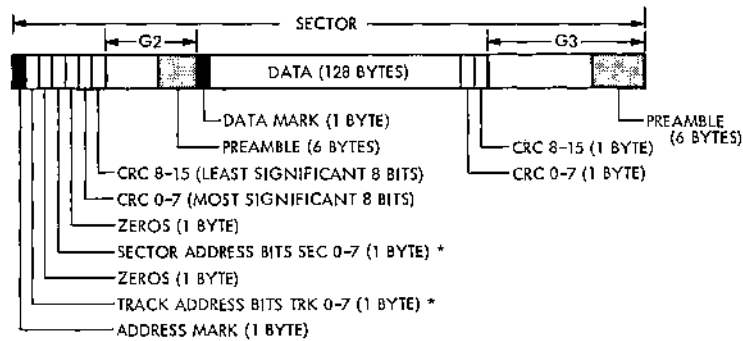 SECTOR
G2
G3
DATA (128 BYTES)
DATA MARK (1 BYTE)
PREAMBLE (6 BYTES)
PREAMBLE
(6 BYTES)
CRC 8-15 (1 BYTE)
CRC 0-7 (1 BYTE)
CRC 8-15 (LEAST SIGNIFICANT 8 BITS)
CRC 0-7 (MOST SIGNIFICANT 8 BITS)
ZEROS (1 BYTE)
SECTOR ADDRESS BITS SEC 0-7 (1 BYTE) *
ZEROS (1 BYTE)
TRACK ADDRESS BITS TRK 0-7 (1 BYTE) *
ADDRESS MARK (1 BYTE)